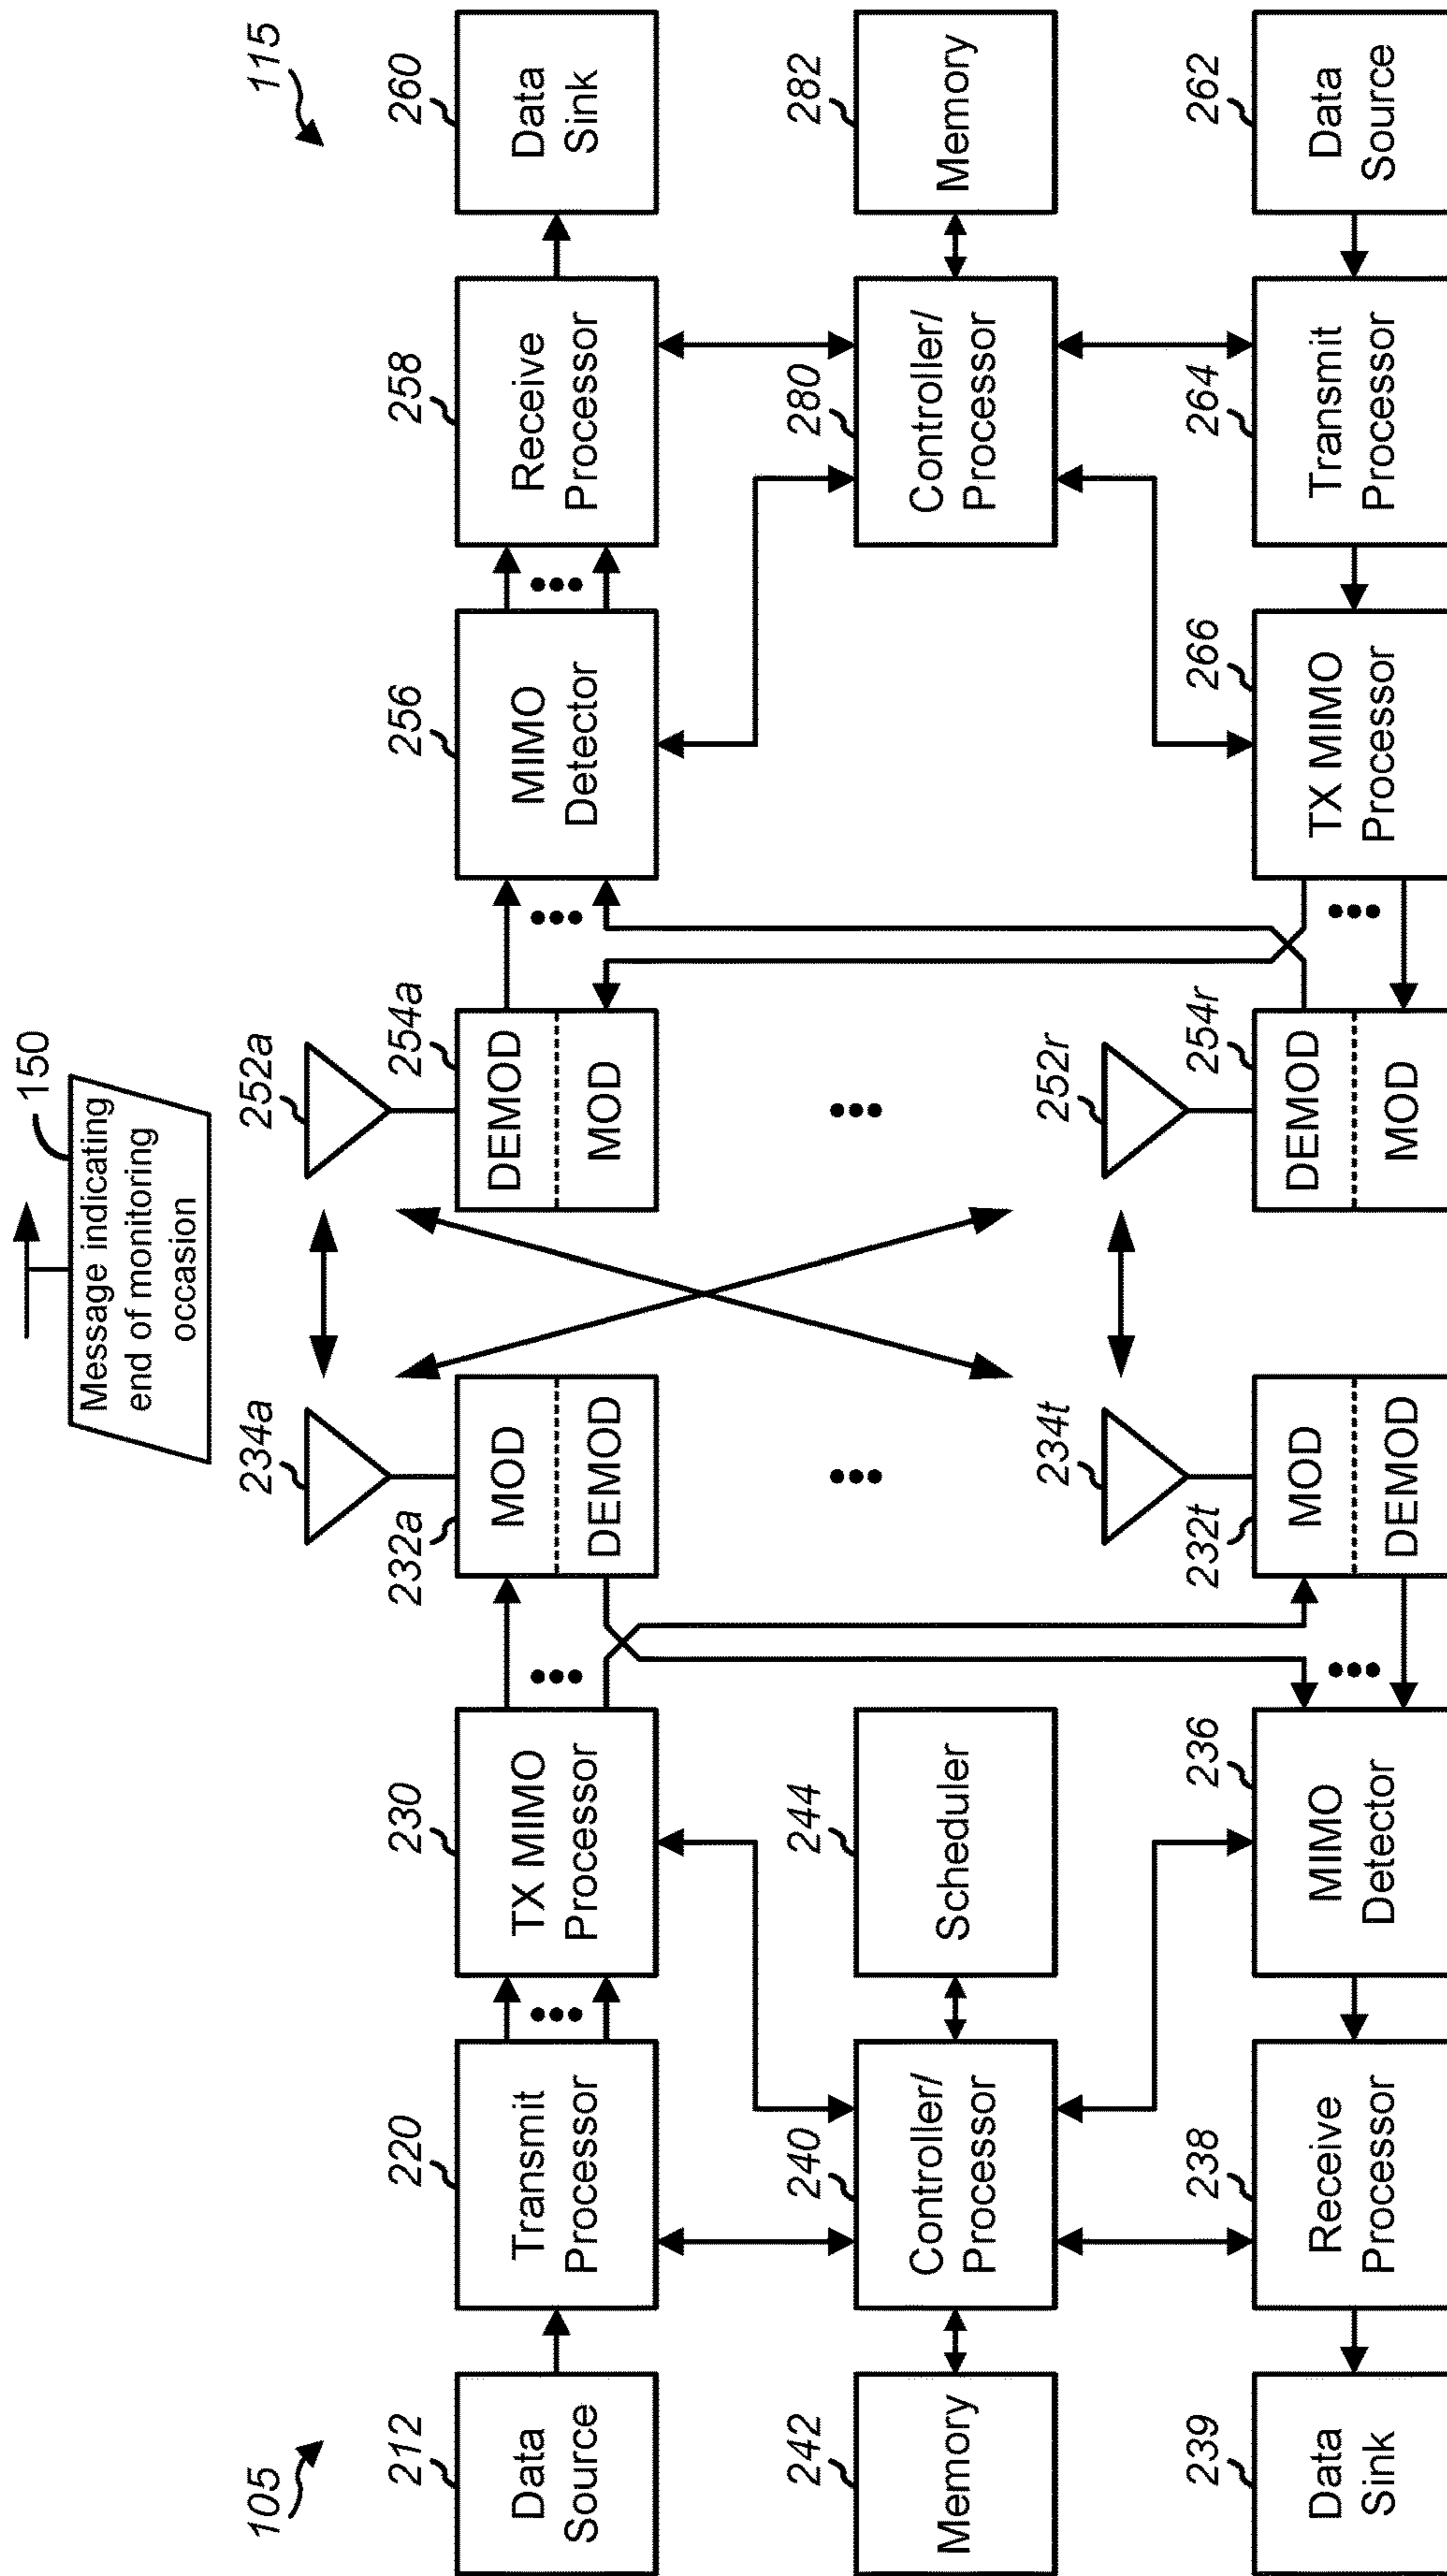 150
Message indicating
end of monitoring
occasion
105
115
212
Data
Source
220
Transmit
Processor
230
TX MIMO
Processor
232a
MOD
DEMOD
234a
252a
254a
DEMOD
MOD
256
MIMO
Detector
258
Receive
Processor
260
Data
Sink
242
Memory
240
Controller/
Processor
244
Scheduler
280
Controller/
Processor
282
Memory
239
Data
Sink
238
Receive
Processor
236
MIMO
Detector
232t
MOD
DEMOD
234t
252r
254r
DEMOD
MOD
266
TX MIMO
Processor
264
Transmit
Processor
262
Data
Source